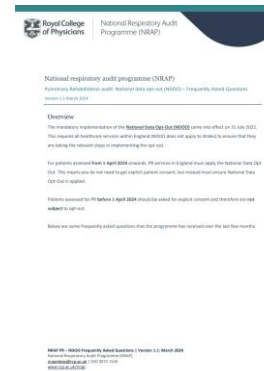 Royal College
of Physicians
National Respiratory Audit
Programme (NRAP)
National respiratory audit programme (NRAP)
Pulmonary Rehabilitation audit: National data opt-out (NDOO) – Frequently Asked Questions
Version 1.1: March 2024
Overview
The mandatory implementation of the National Data Opt-Out (NDOO) came into effect on 31 July 2022.
This requires all healthcare services within England (NDOO does not apply to Wales) to ensure that they
are taking the relevant steps in implementing the opt-out.
For patients assessed from 1 April 2024 onwards, PR services in England must apply the National Data Opt-
Out. This means you do not need to get explicit patient consent, but instead must ensure National Data
Opt-Out is applied.
Patients assessed for PR before 1 April 2024 should be asked for explicit consent and therefore are not
subject to opt-out.
Below are some frequently asked questions that the programme has received over the last few months:
NRAP PR – NDOO Frequently Asked Questions | Version 1.1: March 2024
National Respiratory Audit Programme (NRAP)